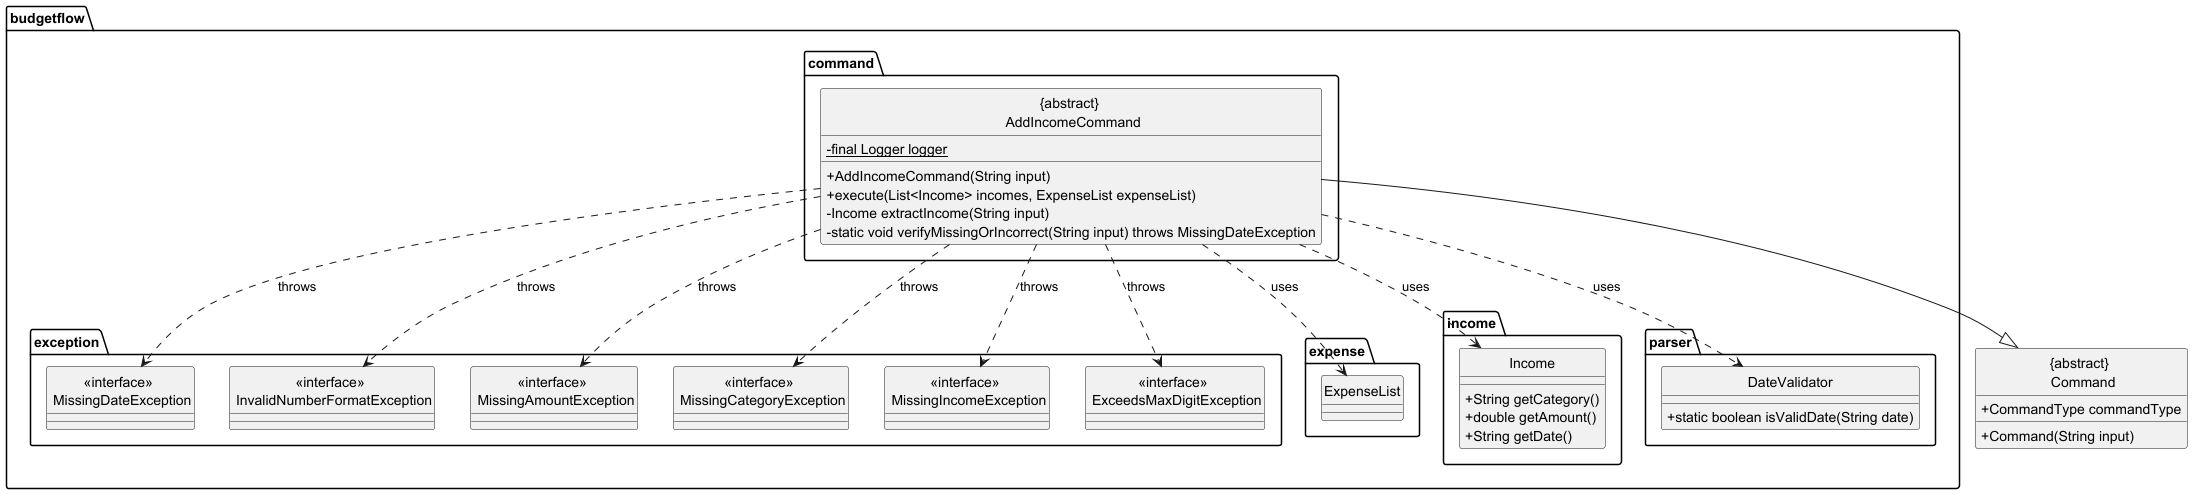 budgetflow
command
{abstract}
AddIncomeCommand
-final Logger logger
+AddIncomeCommand(String input)
+execute(List<Income> incomes, ExpenseList expenseList)
-Income extractIncome(String input)
-static void verifyMissingOrIncorrect(String input) throws MissingDateException
throws
throws
throws
throws
throws
throws
uses
uses
uses
exception
«interface»
MissingDateException
«interface»
InvalidNumberFormatException
«interface»
MissingAmountException
«interface»
MissingCategoryException
«interface»
MissingIncomeException
«interface»
ExceedsMaxDigitException
expense
ExpenseList
income
Income
+String getCategory()
+double getAmount()
+String getDate()
parser
DateValidator
+static boolean isValidDate(String date)
{abstract}
Command
+CommandType commandType
+Command(String input)